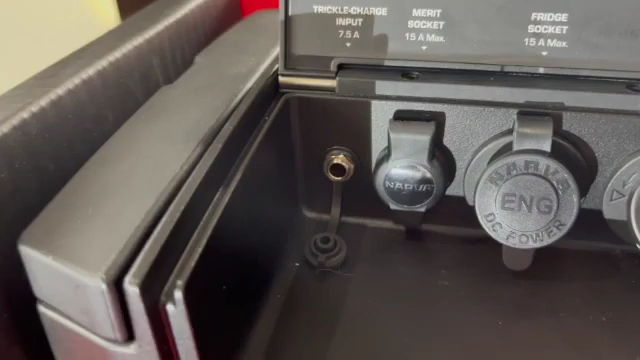 TRICKLE-CHARGE
INPUT
7.5 A
MERIT
SOCKET
15 A Max.
FRIDGE
SOCKET
15 A Max.
NARVA
NARVA
ENG
DC POWER